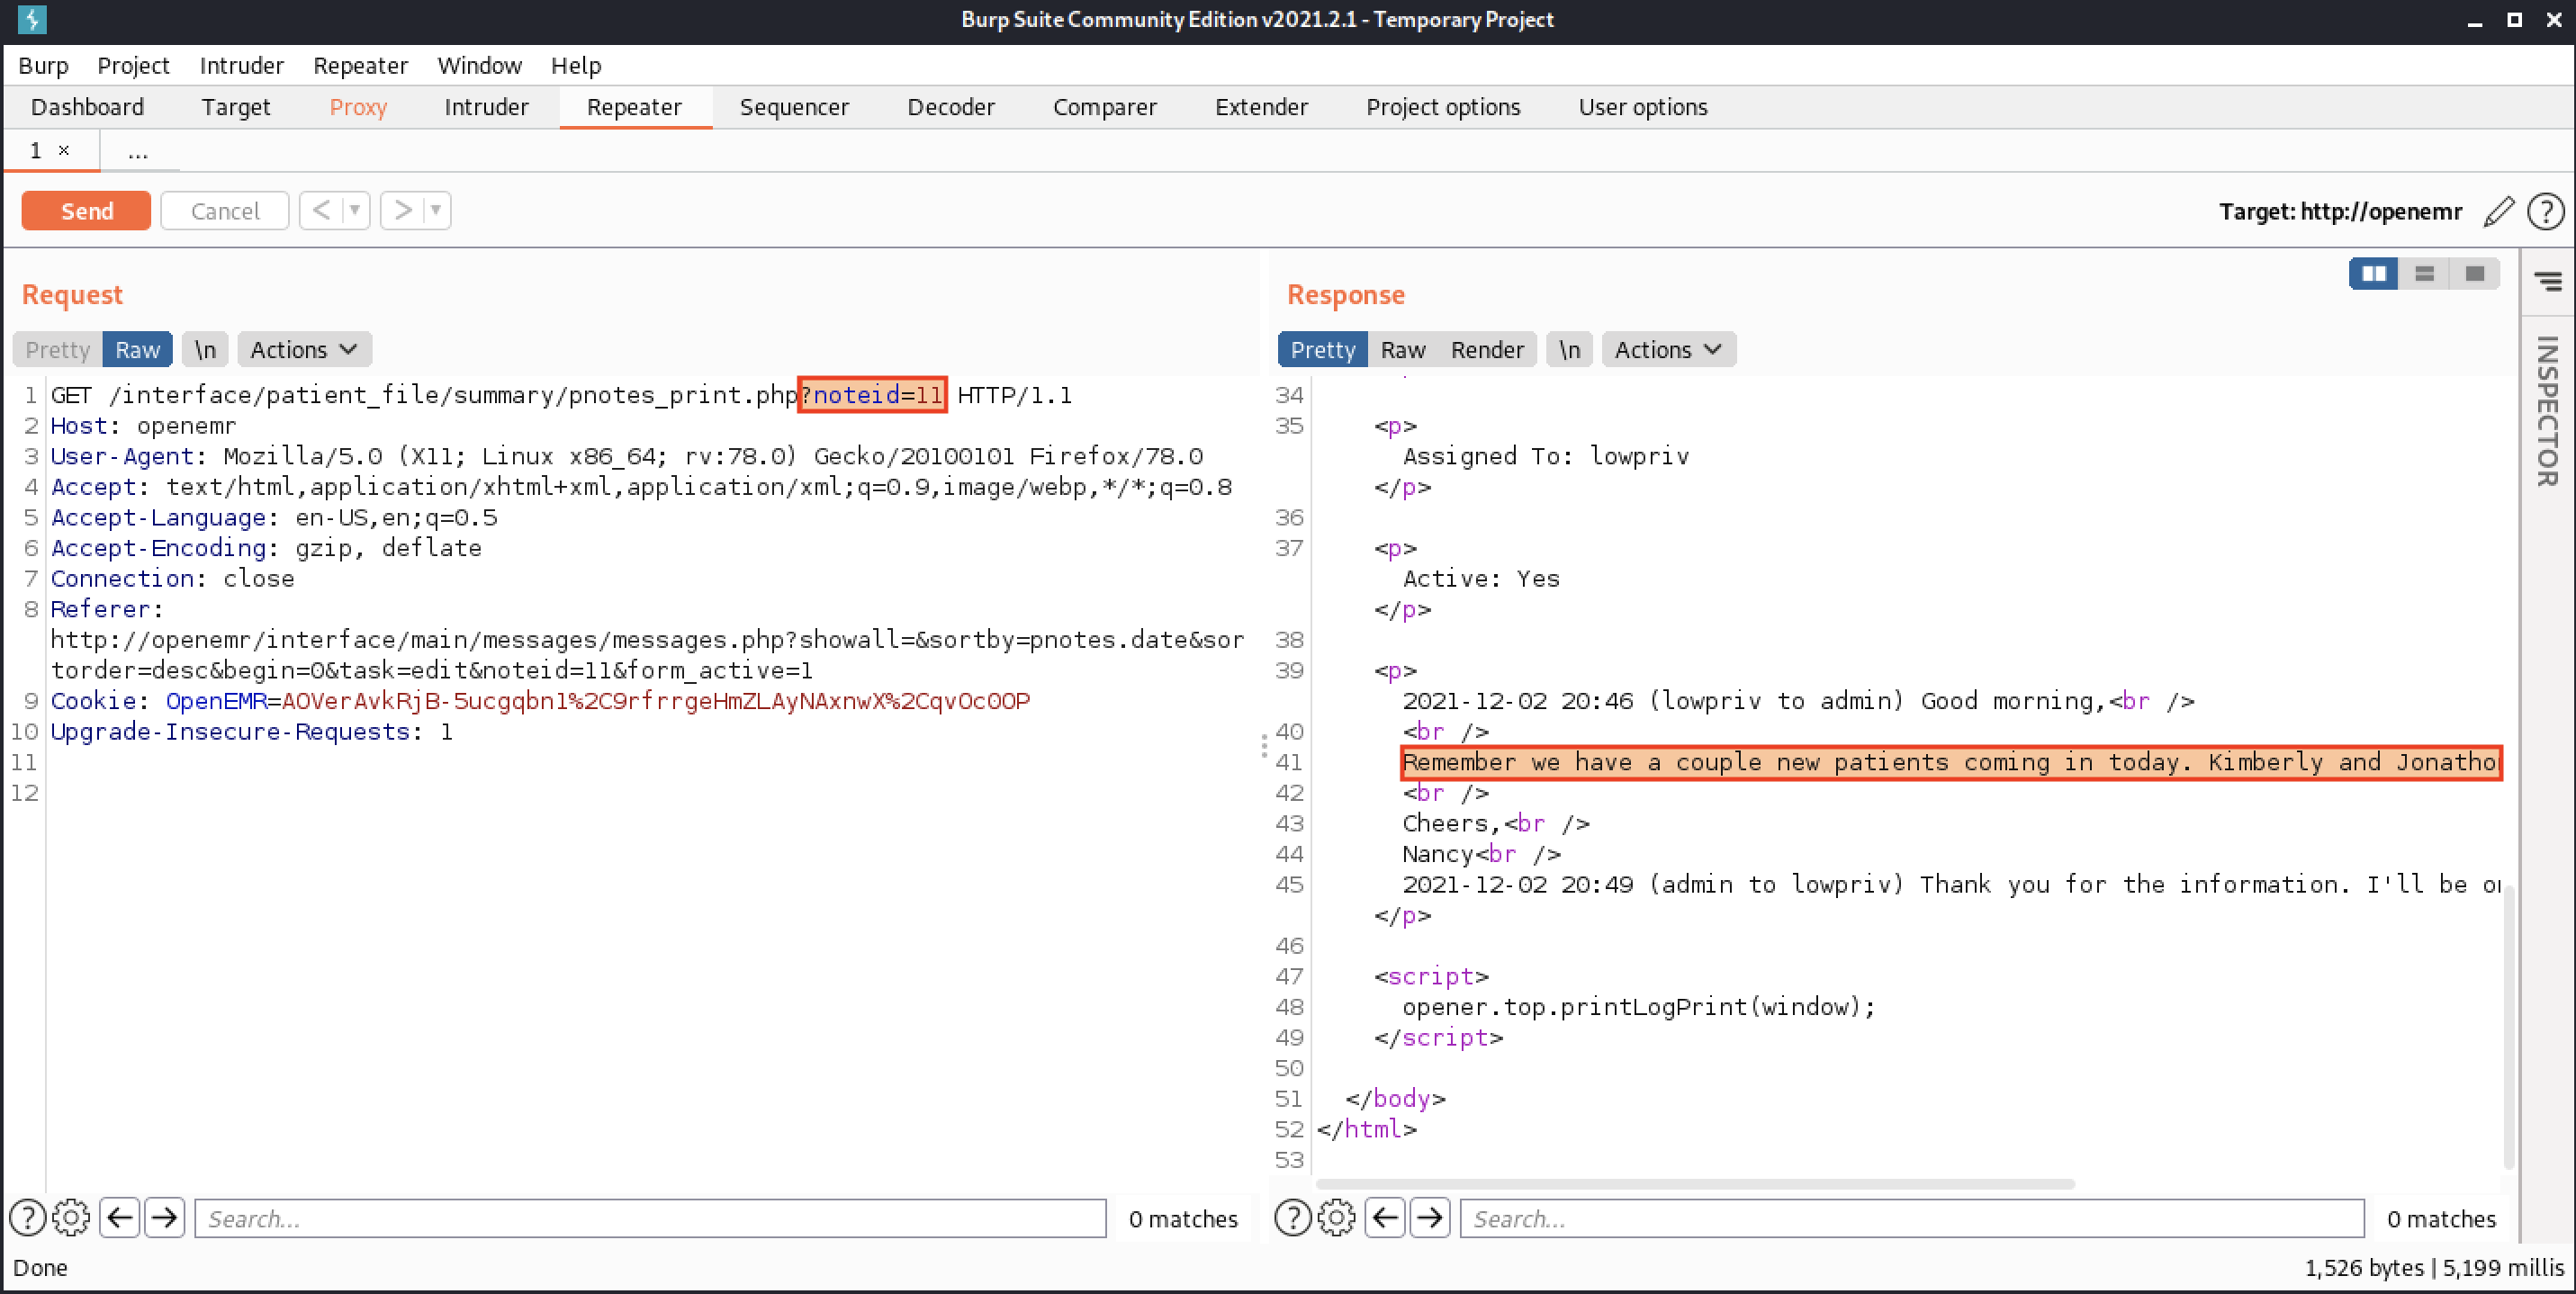 Burp Suite Community Edition v2021.2.1 - Temporary Project
Burp Project Intruder Repeater Window Help
Dashboard Target Proxy Intruder Repeater Sequencer Decoder Comparer Extender Project options User options
1 × ...
Send Cancel < ▼ > ▼ Target: http://openemr ?
Request
Pretty Raw \n Actions
1 GET /interface/patient_file/summary/pnotes_print.php?noteid=11 HTTP/1.1
2 Host: openemr
3 User-Agent: Mozilla/5.0 (X11; Linux x86_64; rv:78.0) Gecko/20100101 Firefox/78.0
4 Accept: text/html,application/xhtml+xml,application/xml;q=0.9,image/webp,*/*;q=0.8
5 Accept-Language: en-US,en;q=0.5
6 Accept-Encoding: gzip, deflate
7 Connection: close
8 Referer:
http://openemr/interface/main/messages/messages.php?showall=&sortby=pnotes.date&sor
torder=desc&begin=0&task=edit&noteid=11&form_active=1
9 Cookie: OpenEMR=AOVerAvkRjB-5ucgqbn1%2C9rfrrgeHmZLAyNAxnwX%2CqvOc0OP
10 Upgrade-Insecure-Requests: 1
11
12
? Search... 0 matches
Response
Pretty Raw Render \n Actions
34
35 <p>
Assigned To: lowpriv
</p>
36
37 <p>
Active: Yes
</p>
38
39 <p>
2021-12-02 20:46 (lowpriv to admin) Good morning,<br />
40 <br />
41 Remember we have a couple new patients coming in today. Kimberly and Jonatho
42 <br />
43 Cheers,<br />
44 Nancy<br />
45 2021-12-02 20:49 (admin to lowpriv) Thank you for the information. I'll be
</p>
46
47 <script>
48 opener.top.printLogPrint(window);
49 </script>
50
51 </body>
52 </html>
53
? Search... 0 matches
INSPECTOR
Done 1,526 bytes | 5,199 millis